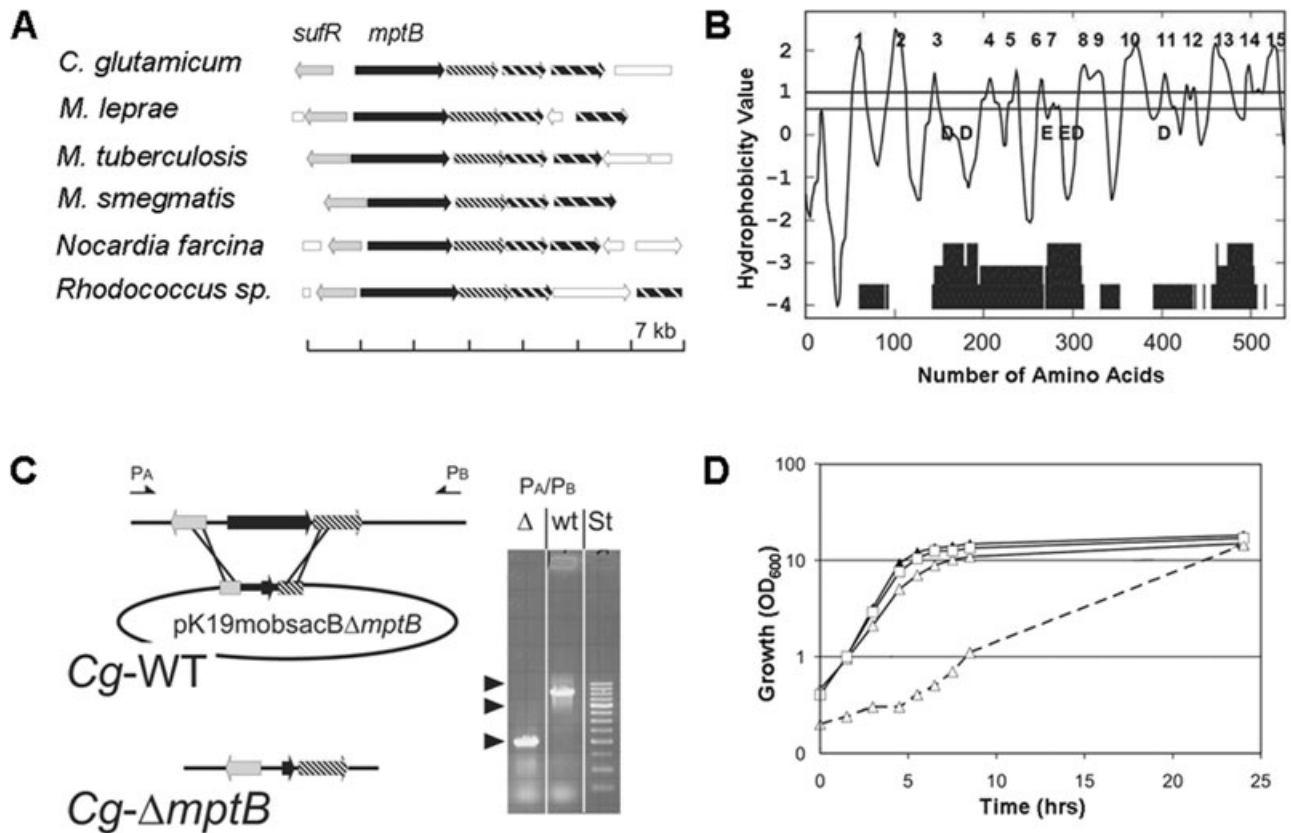 A
sufR mptB
C. glutamicum
M. leprae
M. tuberculosis
M. smegmatis
Nocardia farcina
Rhodococcus sp.
7 kb
B
1 2 3 4 5 6 7 8 9 10 11 12 13 14 15
2
1
0
−1
−2
−3
−4
D D E ED D
Hydrophobicity Value
0 100 200 300 400 500
Number of Amino Acids
C
PA PB
pK19mobsacBΔmptB
Cg-WT
Cg-ΔmptB
PA/PB
Δ wt St
D
100
10
1
0
Growth (OD600)
0 5 10 15 20 25
Time (hrs)